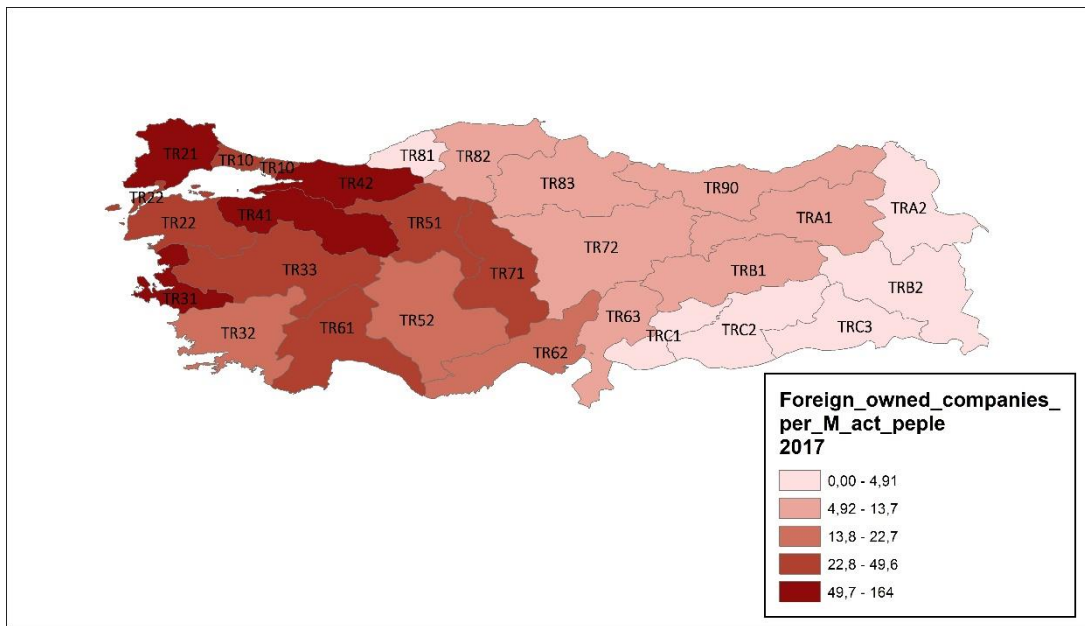 TR21
TR10
TR10
TR81
TR82
TR42
TR83
TR22
TR41
TR90
TR22
TR51
TRA1
TRA2
TR72
TR33
TR71
TRB1
TRB2
TR31
TR32
TR61
TR52
TR63
TR62
TRC1
TRC2
TRC3
Foreign_owned_companies_
per_M_act_peple
2017
0,00 - 4,91
4,92 - 13,7
13,8 - 22,7
22,8 - 49,6
49,7 - 164